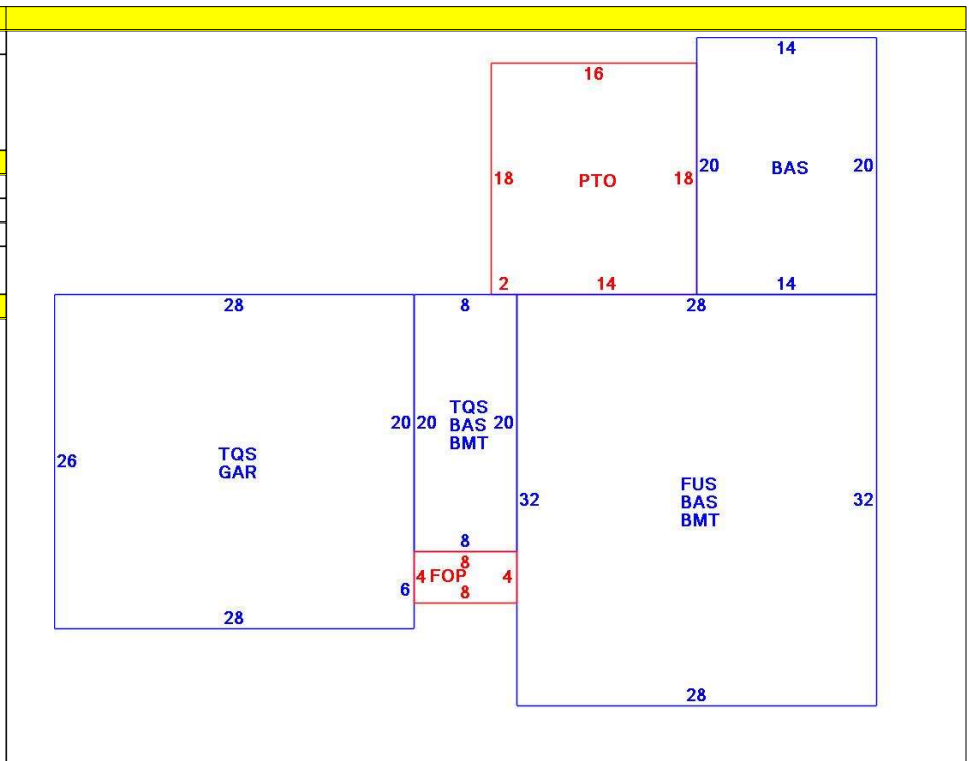 14
16
20 BAS 20
18 PTO 18
2 14 14
28 8 28
TQS
20 20 BAS 20
BMT
26
TQS
GAR
FUS
32 BAS 32
BMT
8
8
4 FOP 4
6 8
28
28